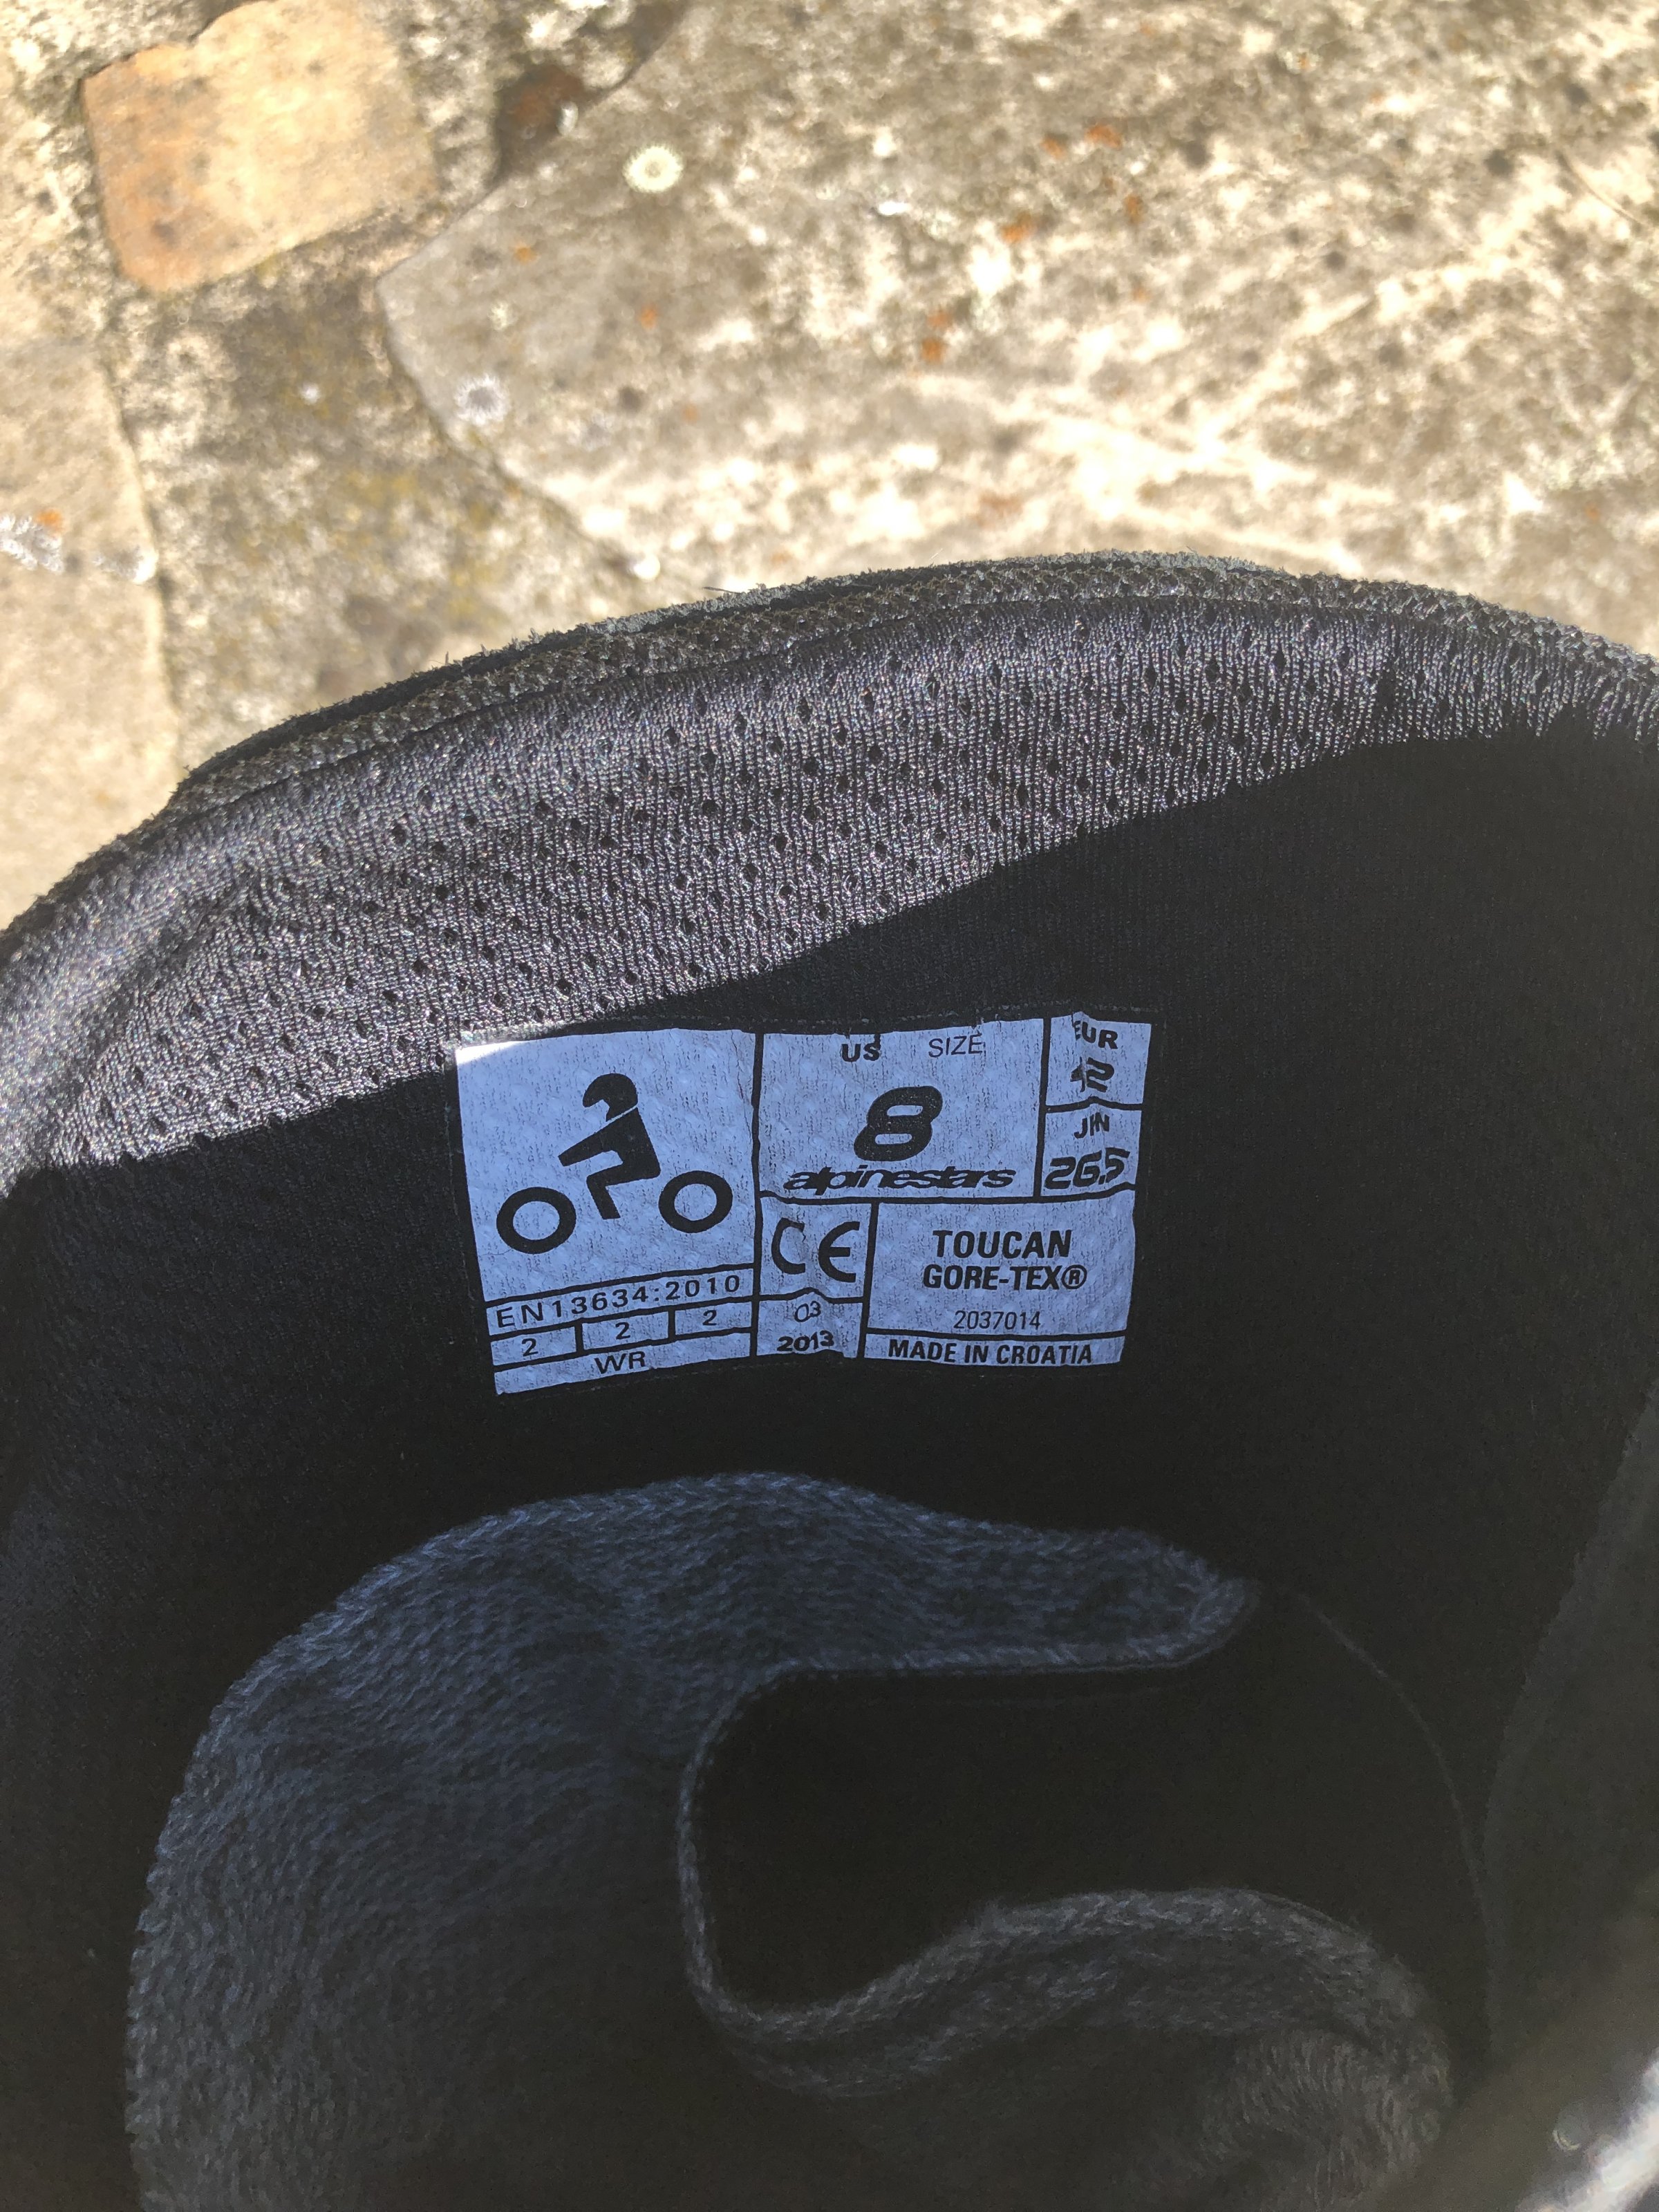 US SIZE
8
alpinestars
EUR
42
JPN
26.5
EN13634:2010
2 2 2
WR
CE
03
2013
TOUCAN
GORE-TEX®
2037014
MADE IN CROATIA